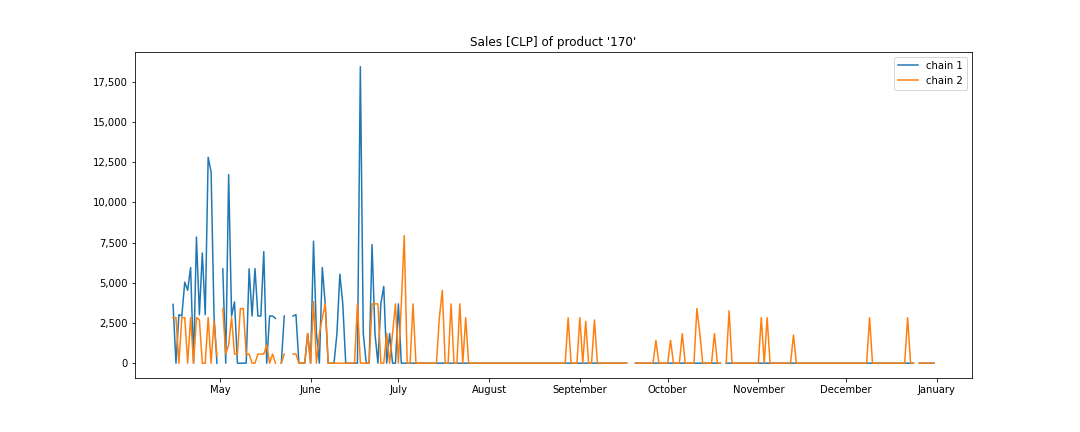 Sales [CLP] of product '170'
chain 1
chain 2
17,500
15,000
12,500
10,000
7,500
5,000
2,500
0
May June July August September October November December January